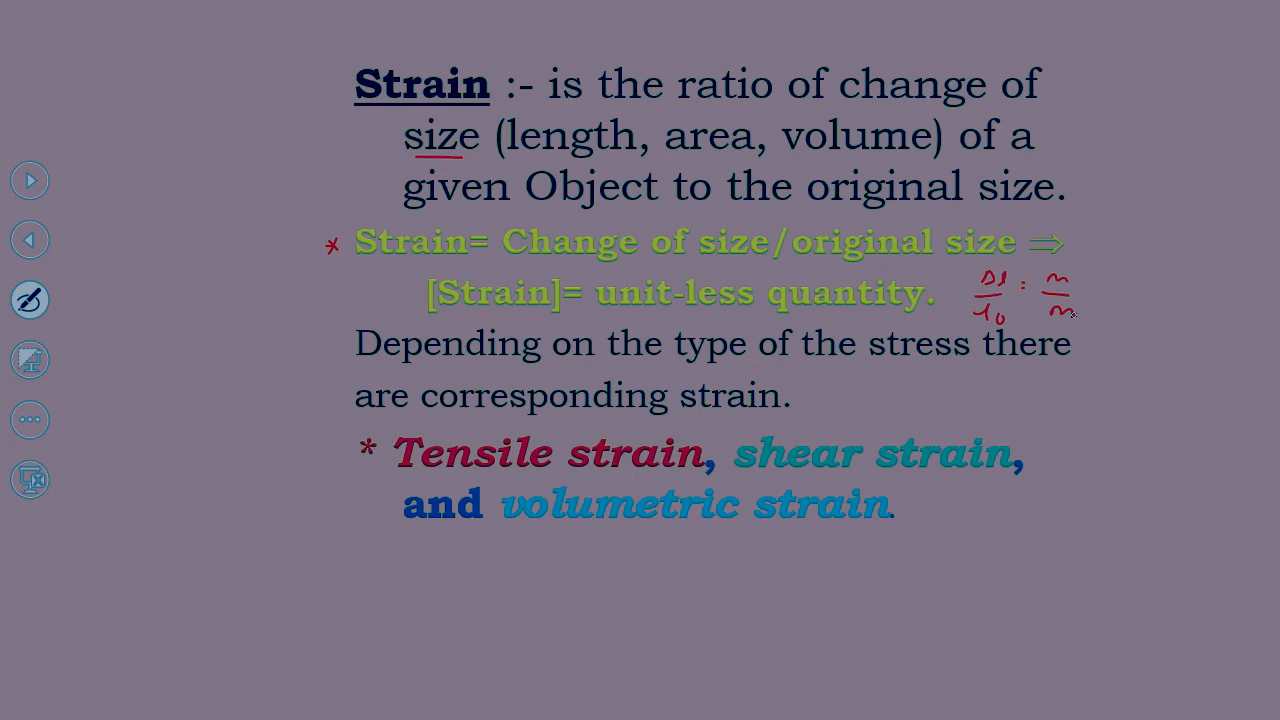 Strain :- is the ratio of change of
size (length, area, volume) of a
given Object to the original size.
* Strain= Change of size/original size ⇒
[Strain]= unit-less quantity.
Δl/l₀ : m/m
Depending on the type of the stress there
are corresponding strain.
* Tensile strain, shear strain,
and volumetric strain.